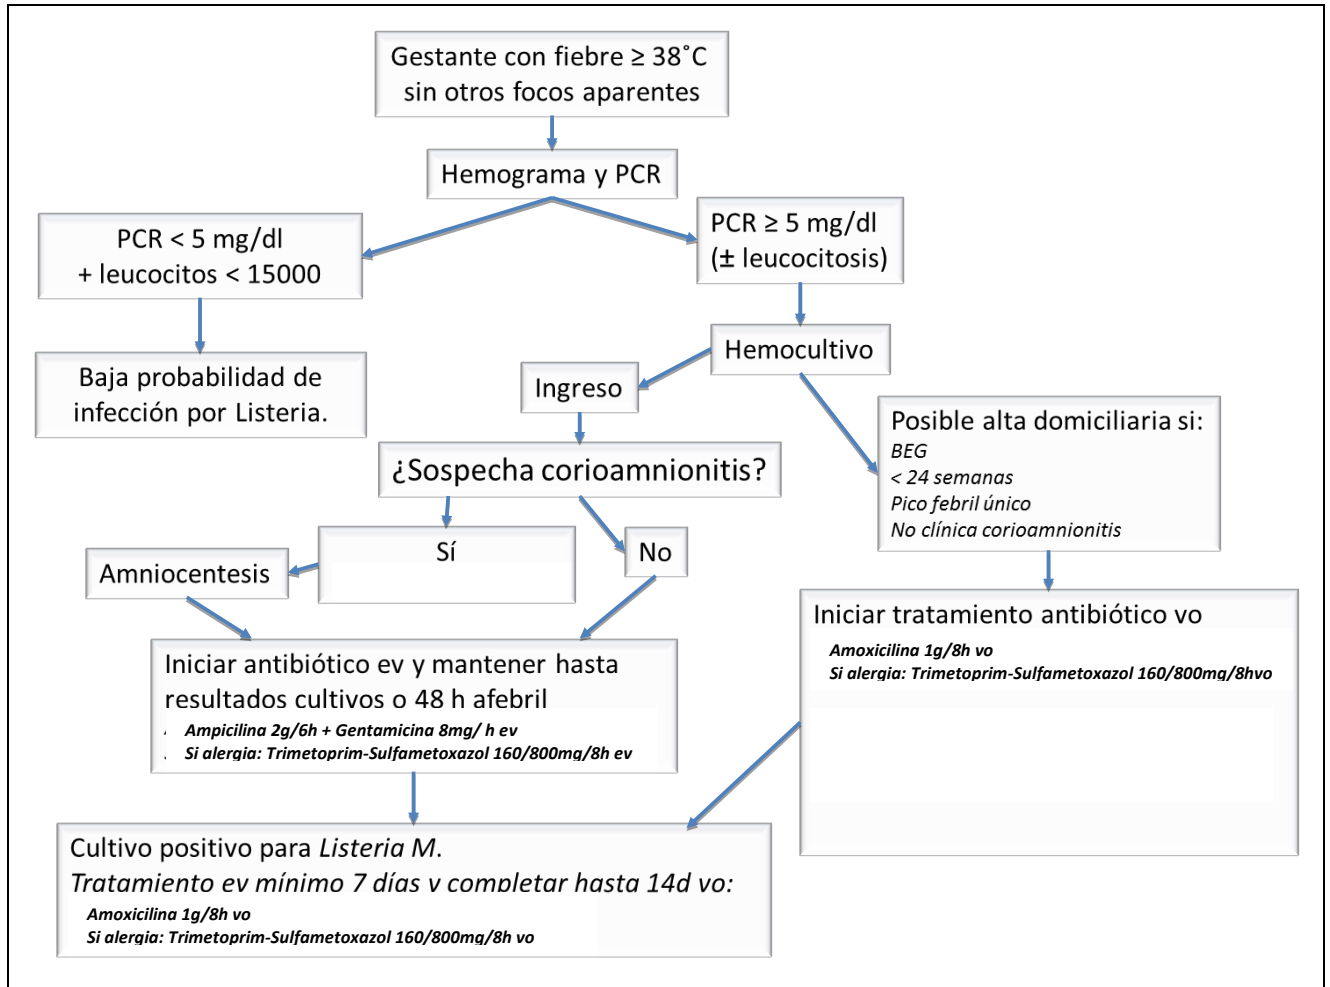 Gestante con fiebre ≥ 38˚C
sin otros focos aparentes
Hemograma y PCR
PCR < 5 mg/dl
+ leucocitos < 15000
PCR ≥ 5 mg/dl
(± leucocitosis)
Baja probabilidad de
infección por Listeria.
Hemocultivo
Ingreso
Posible alta domiciliaria si:
BEG
< 24 semanas
Pico febril único
No clínica corioamnionitis
¿Sospecha corioamnionitis?
Sí
No
Amniocentesis
Iniciar antibiótico ev y mantener hasta
resultados cultivos o 48 h afebril
Ampicilina 2g/6h + Gentamicina 8mg/ h ev
Si alergia: Trimetoprim-Sulfametoxazol 160/800mg/8h ev
Iniciar tratamiento antibiótico vo
Amoxicilina 1g/8h vo
Si alergia: Trimetoprim-Sulfametoxazol 160/800mg/8hvo
Cultivo positivo para Listeria M.
Tratamiento ev mínimo 7 días y completar hasta 14d vo:
Amoxicilina 1g/8h vo
Si alergia: Trimetoprim-Sulfametoxazol 160/800mg/8h vo